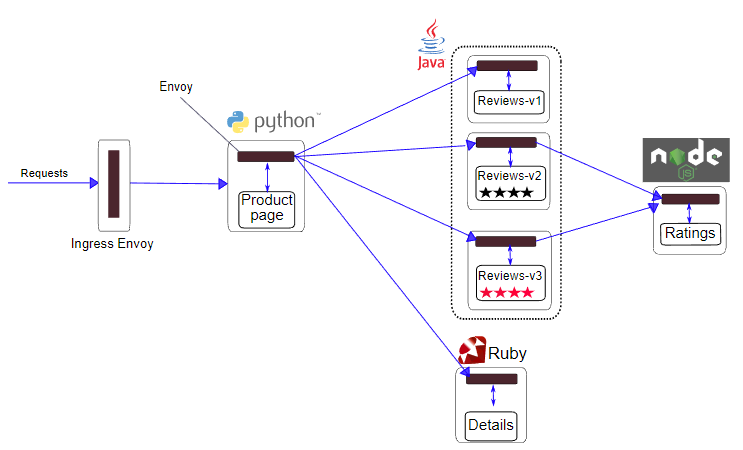 Java
Envoy
python™
Reviews-v1
Requests
Reviews-v2
node
JS
Product
page
Ratings
Ingress Envoy
Reviews-v3
Ruby
Details